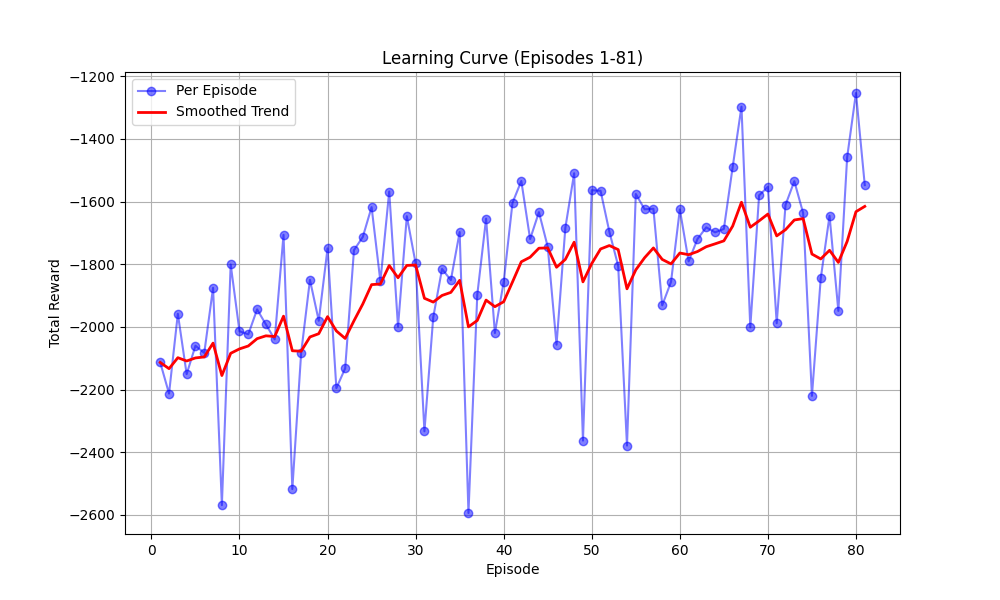 Learning Curve (Episodes 1-81)
Per Episode
Smoothed Trend
Total Reward
−1200
−1400
−1600
−1800
−2000
−2200
−2400
−2600
0 10 20 30 40 50 60 70 80
Episode